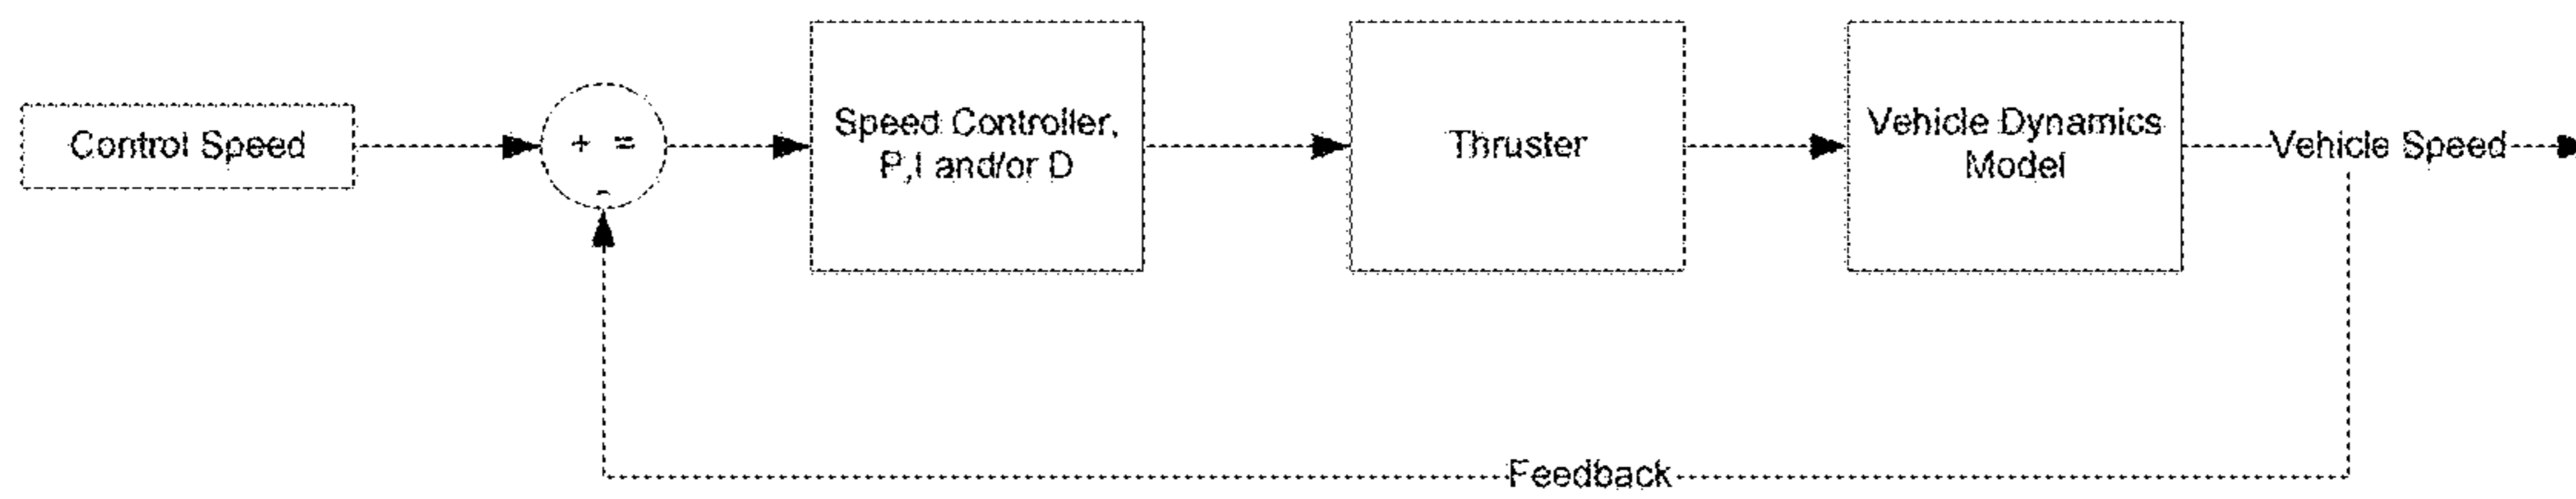 Control Speed
+ =
-
Speed Controller,
P,I and/or D
Thruster
Vehicle Dynamics
Model
Vehicle Speed
Feedback